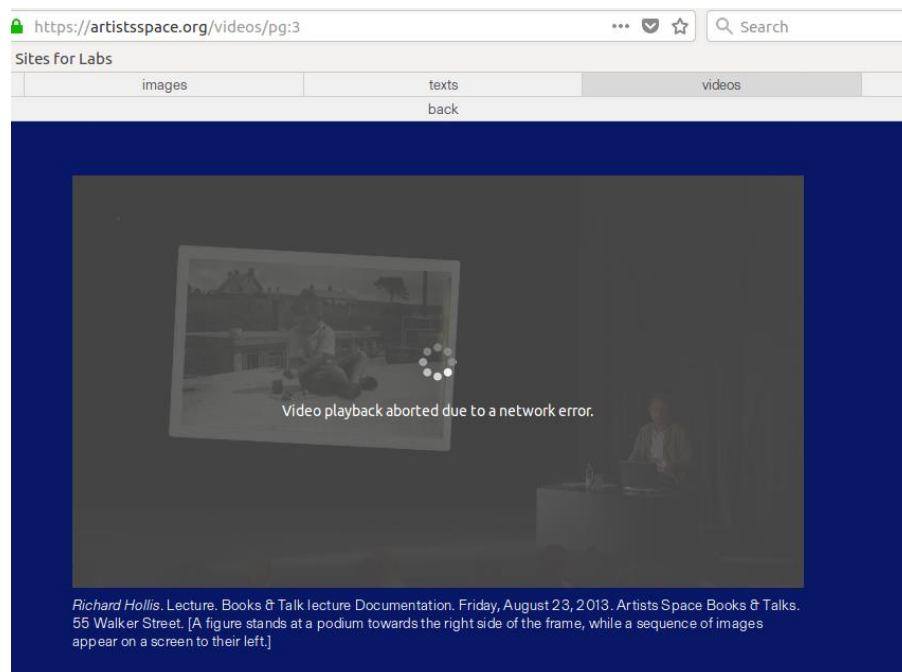 https://artistsspace.org/videos/pg:3
Search
Sites for Labs
images
texts
videos
back
Video playback aborted due to a network error.
Richard Hollis. Lecture. Books & Talk lecture Documentation. Friday, August 23, 2013. Artists Space Books & Talks.
55 Walker Street. [A figure stands at a podium towards the right side of the frame, while a sequence of images
appear on a screen to their left.]